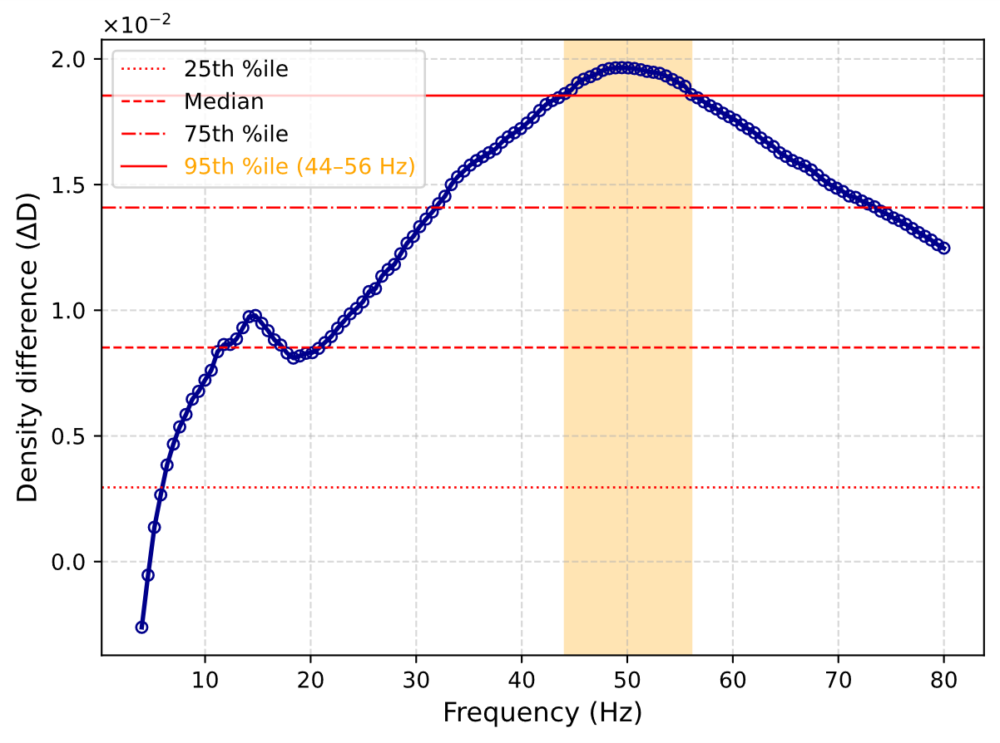 ×10⁻²
25th %ile
Median
75th %ile
95th %ile (44–56 Hz)
Density difference (ΔD)
2.0
1.5
1.0
0.5
0.0
10 20 30 40 50 60 70 80
Frequency (Hz)